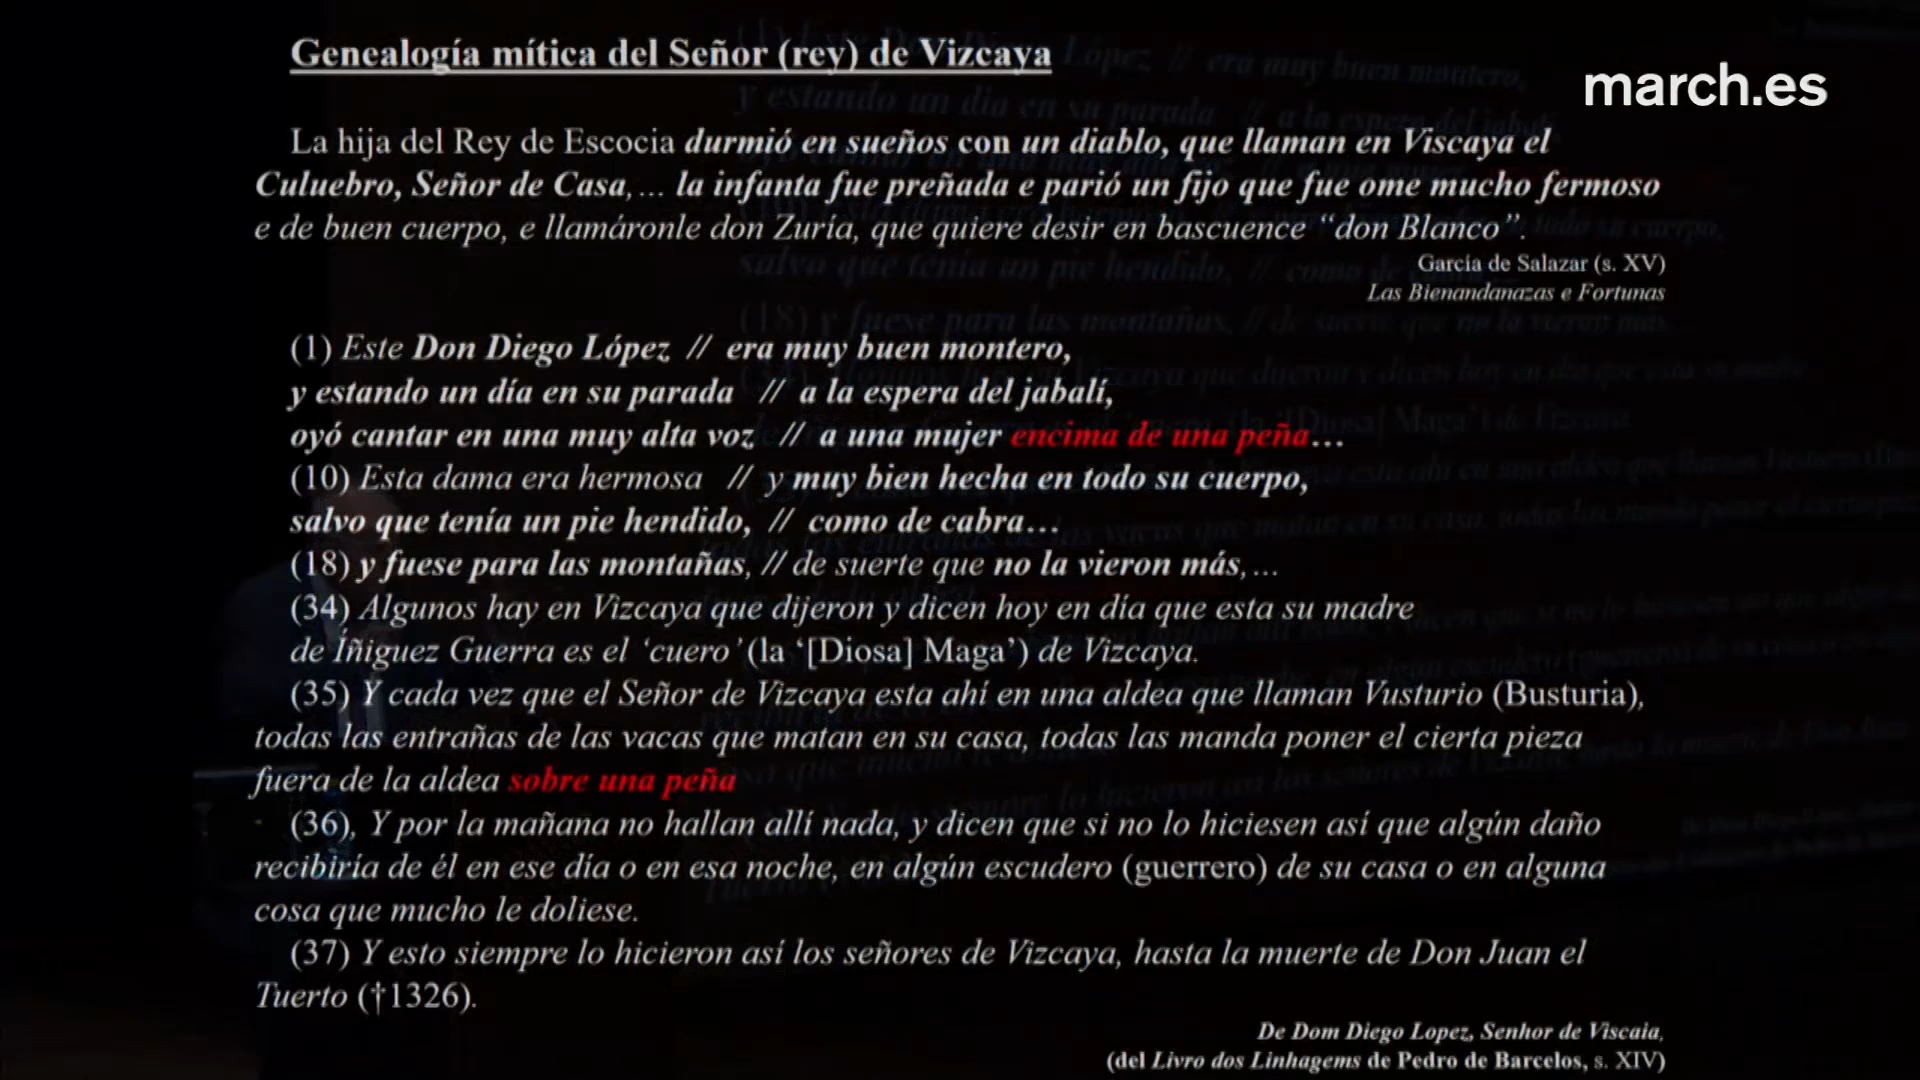 Genealogía mítica del Señor (rey) de Vizcaya
march.es
La hija del Rey de Escocia durmió en sueños con un diablo, que llaman en Viscaya el
Culuebro, Señor de Casa,... la infanta fue preñada e parió un fijo que fue ome mucho fermoso
e de buen cuerpo, e llamáronle don Zuría, que quiere desir en bascuence “don Blanco”.
García de Salazar (s. XV)
Las Bienandanazas e Fortunas
(1) Este Don Diego López // era muy buen montero,
y estando un día en su parada // a la espera del jabalí,
oyó cantar en una muy alta voz // a una mujer encima de una peña...
(10) Esta dama era hermosa // y muy bien hecha en todo su cuerpo,
salvo que tenía un pie hendido, // como de cabra...
(18) y fuese para las montañas, // de suerte que no la vieron más,...
(34) Algunos hay en Vizcaya que dijeron y dicen hoy en día que esta su madre
de Íñiguez Guerra es el ‘cuero’ (la ‘[Diosa] Maga’) de Vizcaya.
(35) Y cada vez que el Señor de Vizcaya esta ahí en una aldea que llaman Vusturio (Busturia),
todas las entrañas de las vacas que matan en su casa, todas las manda poner el cierta pieza
fuera de la aldea sobre una peña
(36), Y por la mañana no hallan allí nada, y dicen que si no lo hiciesen así que algún daño
recibiría de él en ese día o en esa noche, en algún escudero (guerrero) de su casa o en alguna
cosa que mucho le doliese.
(37) Y esto siempre lo hicieron así los señores de Vizcaya, hasta la muerte de Don Juan el
Tuerto (†1326).
De Dom Diego Lopez, Senhor de Viscaia,
(del Livro dos Linhagems de Pedro de Barcelos, s. XIV)